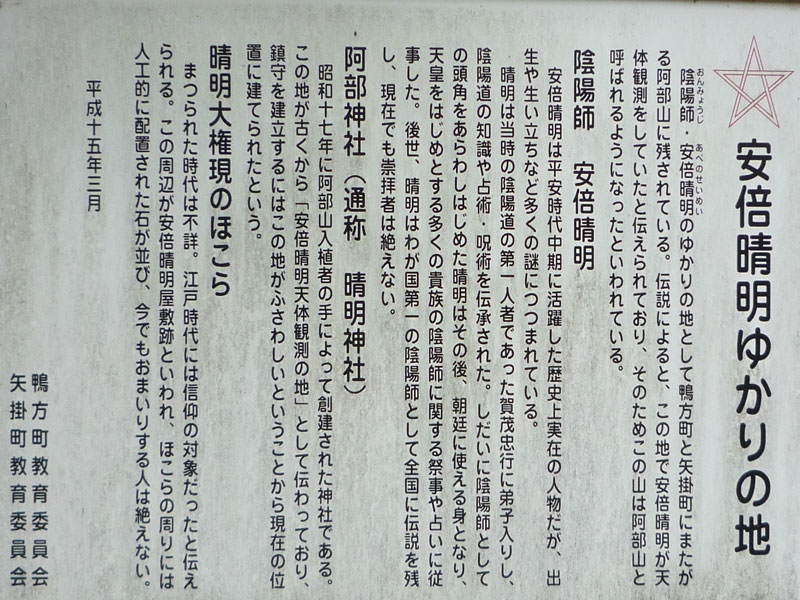 安倍晴明ゆかりの地
陰陽師・安倍晴明のゆかりの地として鴨方町と矢掛町にまたが
おんみょうじ
あべのせいめい
る阿部山に残されている。伝説によると、この地で安倍晴明が天
体観測をしていたと伝えられており、そのためこの山は阿部山と
呼ばれるようになったといわれている。
陰陽師 安倍晴明
安倍晴明は平安時代中期に活躍した歴史上実在の人物だが、出
生や生い立ちなど多くの謎につつまれている。
晴明は当時の陰陽道の第一人者であった賀茂忠行に弟子入りし、
陰陽道の知識や占術・呪術を伝承された。しだいに陰陽師として
の頭角をあらわしはじめた晴明はその後、朝廷に使える身となり、
天皇をはじめとする多くの貴族の陰陽師に関する祭事や占いに従
事した。後世、晴明はわが国第一の陰陽師として全国に伝説を残
し、現在でも崇拝者は絶えない。
阿部神社（通称 晴明神社）
昭和十七年に阿部山入植者の手によって創建された神社である。
この地が古くから「安倍晴明天体観測の地」として伝わっており、
鎮守を建立するにはこの地がふさわしいということから現在の位
置に建てられたという。
晴明大権現のほこら
まつられた時代は不詳。江戸時代には信仰の対象だったと伝え
られる。この周辺が安倍晴明屋敷跡といわれ、ほこらの周りには
人工的に配置された石が並び、今でもおまいりする人は絶えない。
平成十五年三月
鴨方町教育委員会
矢掛町教育委員会